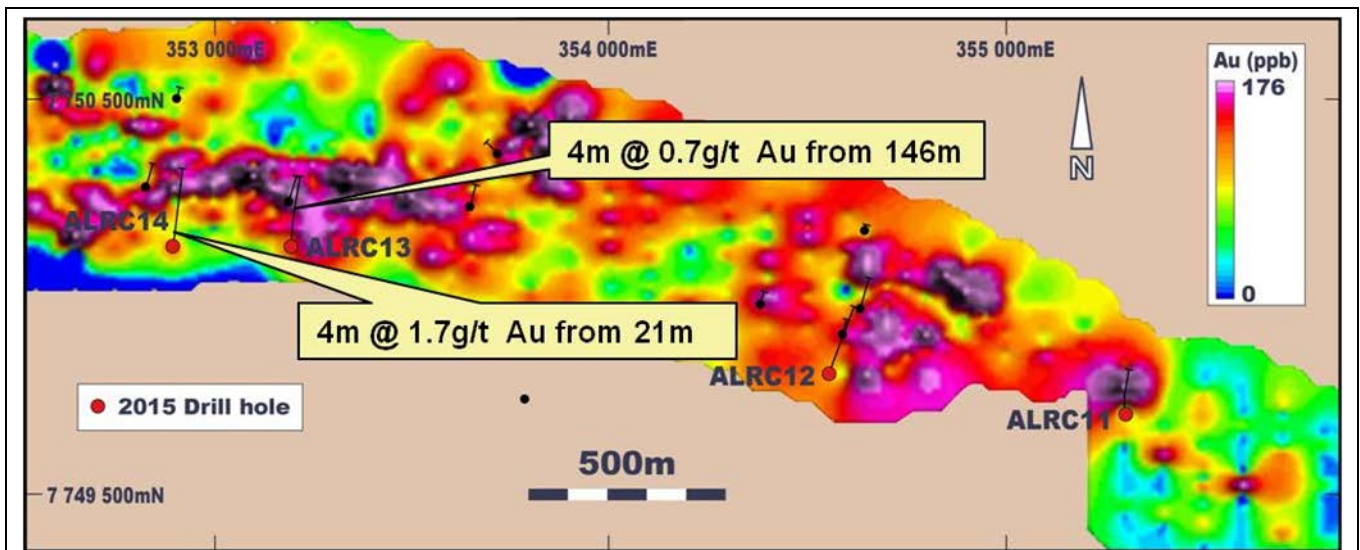 353 000mE
354 000mE
355 000mE
Au (ppb)
176
0
7 750 500mN
N
4m @ 0.7g/t Au from 146m
ALRC14
ALRC13
4m @ 1.7g/t Au from 21m
ALRC12
ALRC11
2015 Drill hole
500m
7 749 500mN